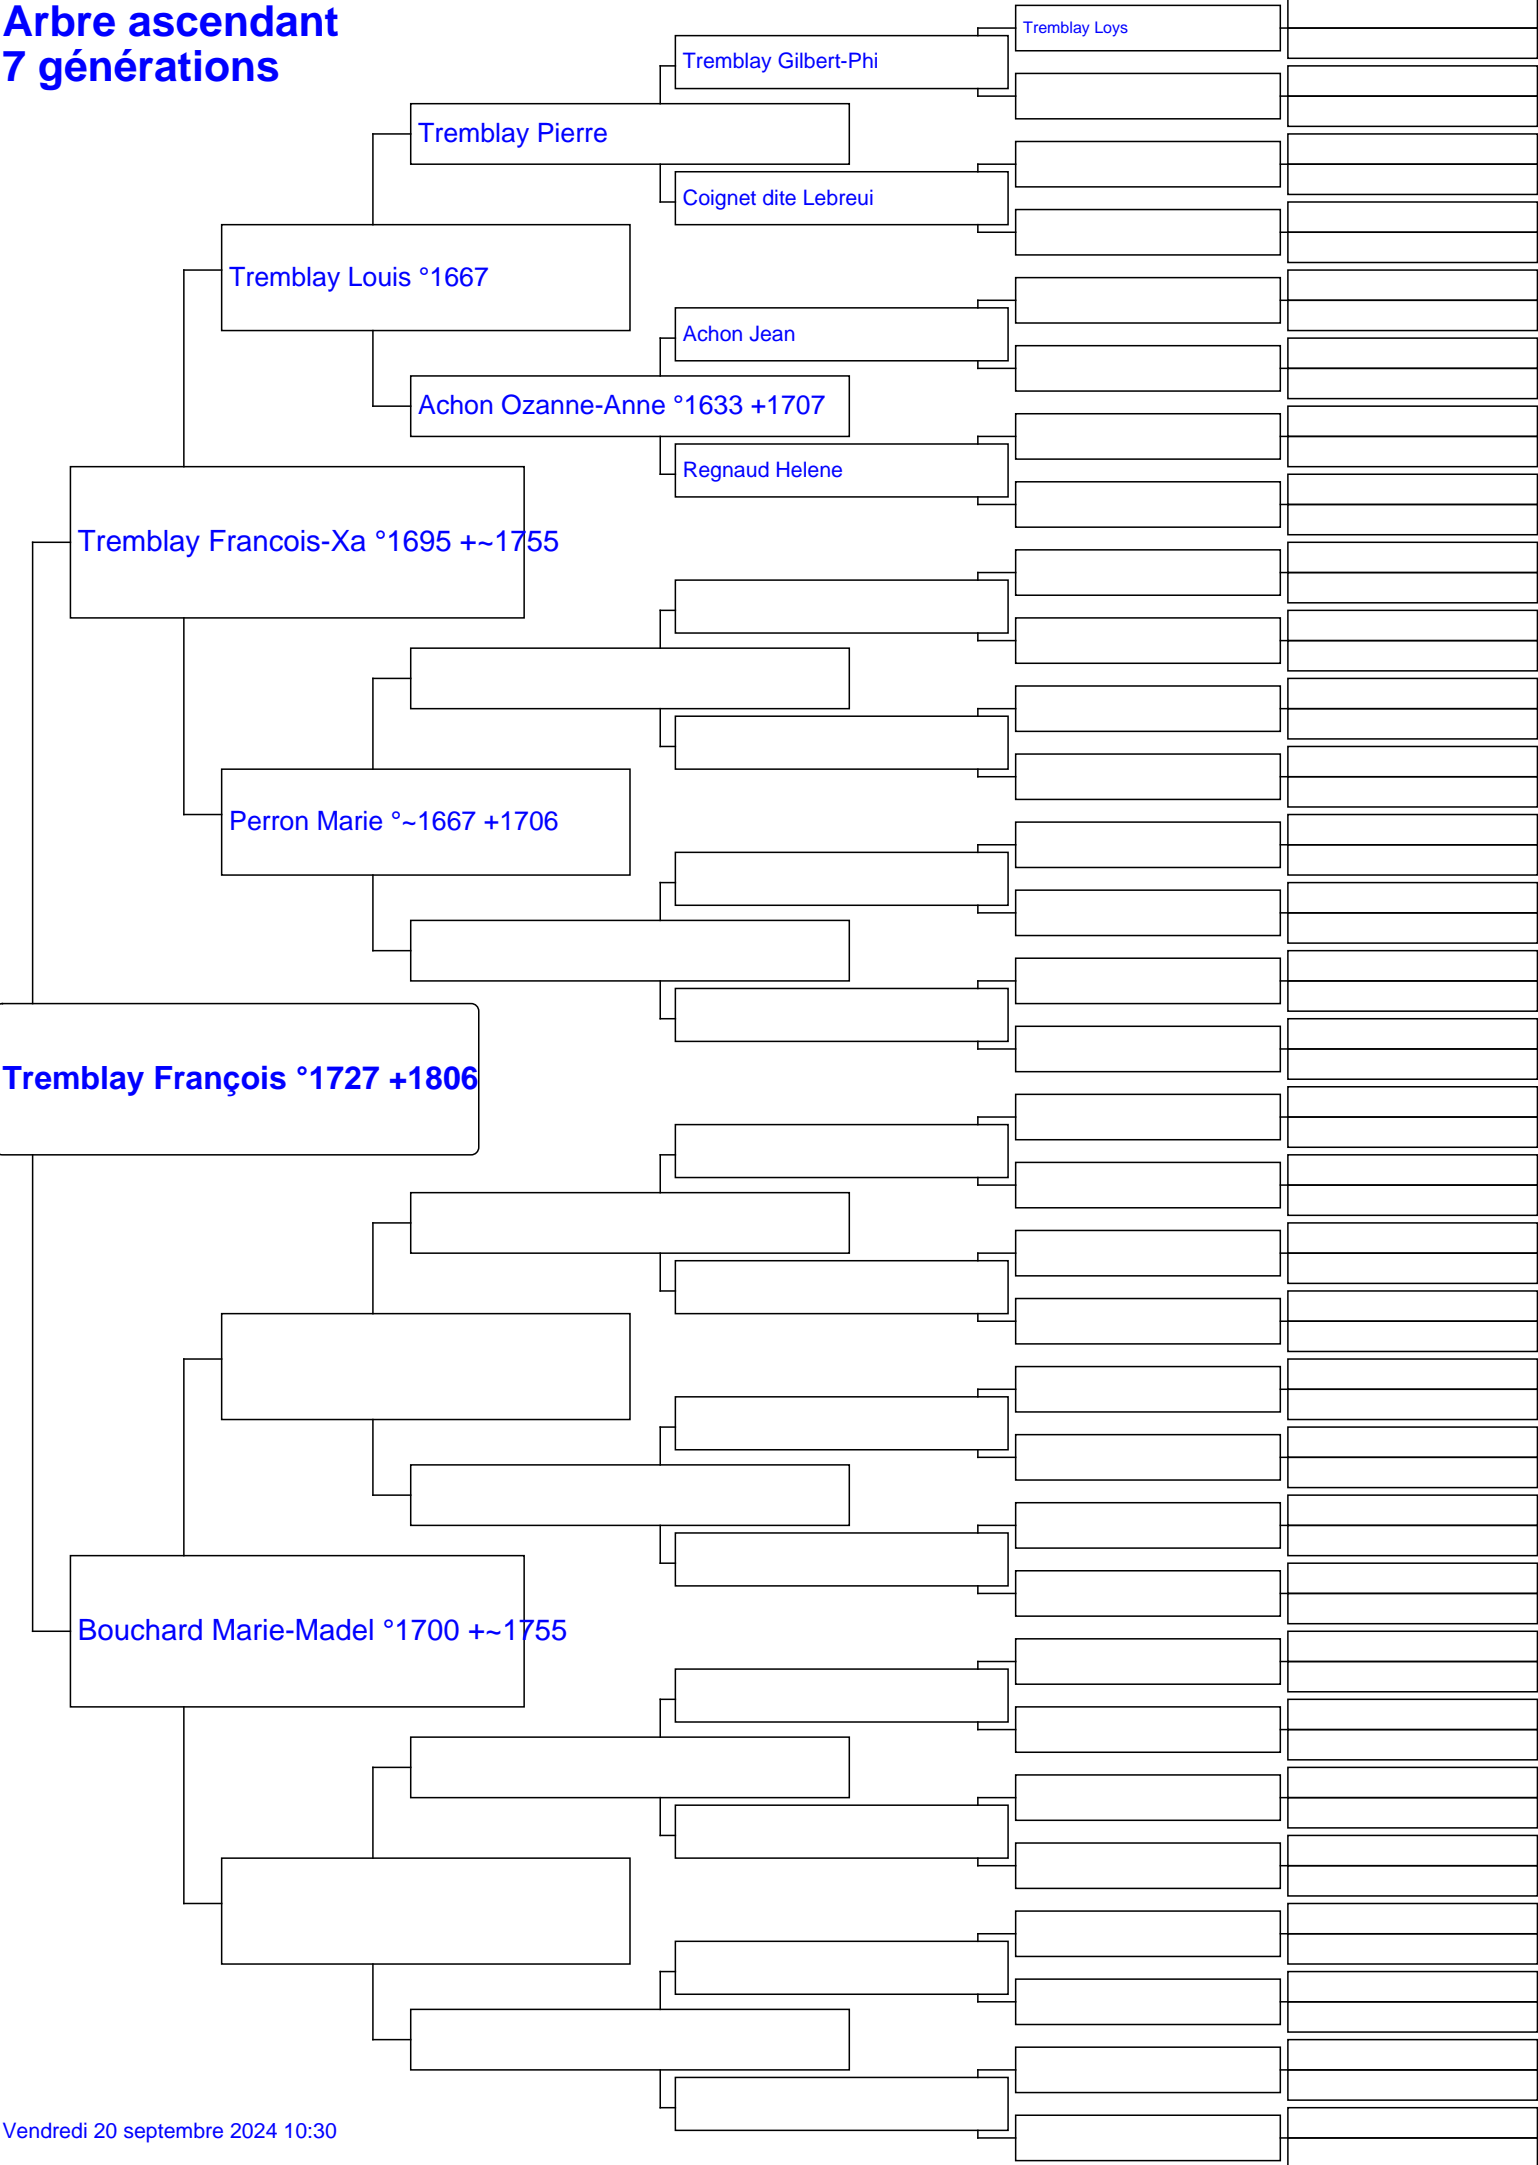 Arbre ascendant
7 générations
Tremblay Loys
Tremblay Gilbert-Phi
Tremblay Pierre
Coignet dite Lebreui
Tremblay Louis °1667
Achon Jean
Achon Ozanne-Anne °1633 +1707
Regnaud Helene
Tremblay Francois-Xa °1695 +~1755
Perron Marie °~1667 +1706
Tremblay François °1727 +1806
Bouchard Marie-Madel °1700 +~1755
Vendredi 20 septembre 2024 10:30